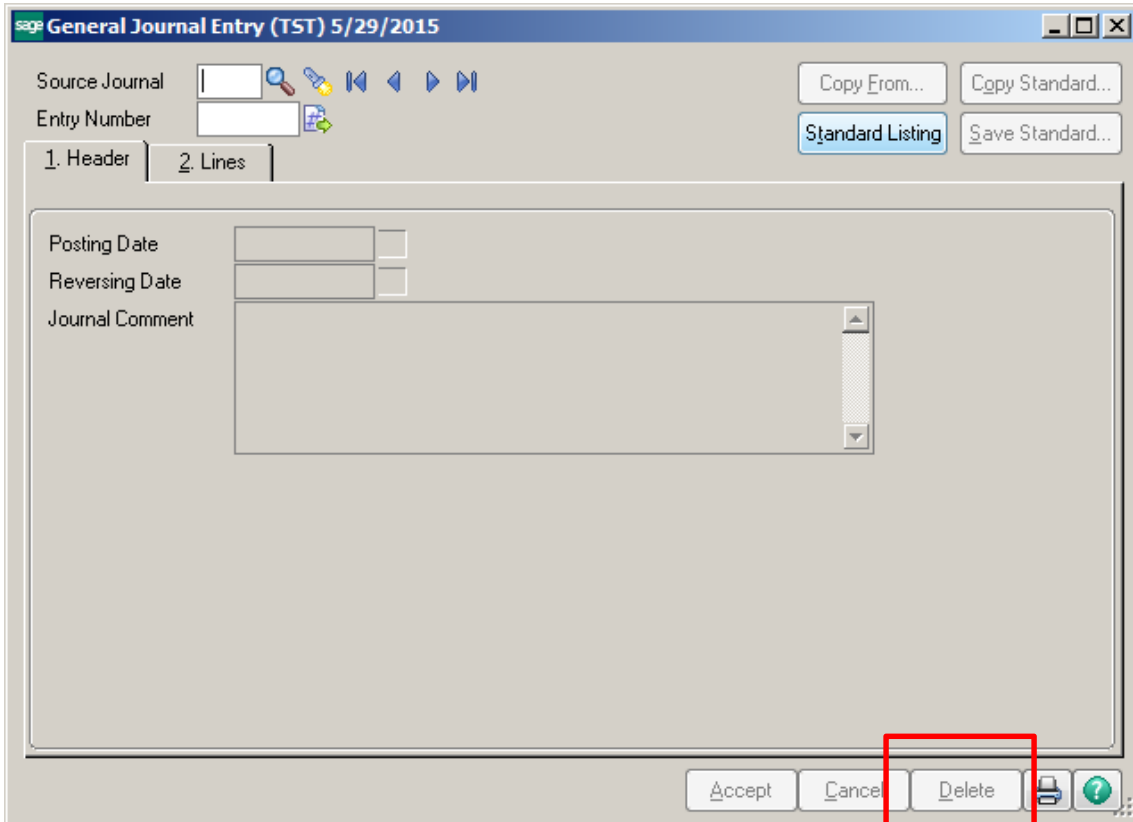 sage General Journal Entry (TST) 5/29/2015
Source Journal
Copy From...
Copy Standard...
Entry Number
#
Standard Listing
Save Standard...
1. Header
2. Lines
Posting Date
Reversing Date
Journal Comment
Accept
Cancel
Delete
?